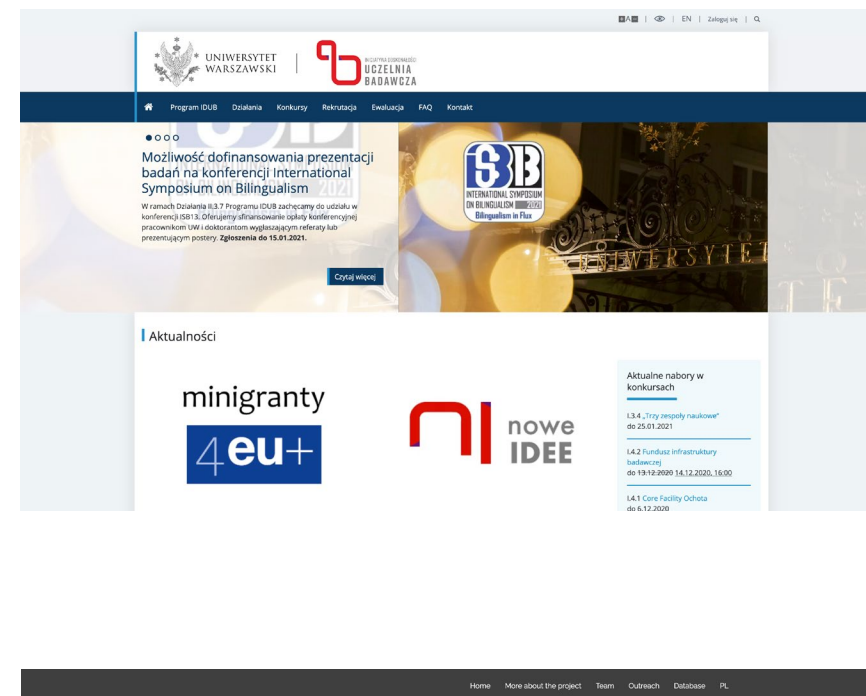 A
EN
Zaloguj się
UNIWERSYTET
WARSZAWSKI
INICJATYWA DOSKONAŁOŚCI
UCZELNIA
BADAWCZA
Program IDUB Działania Konkursy Rekrutacja Ewaluacja FAQ Kontakt
Możliwość dofinansowania prezentacji
badań na konferencji International
Symposium on Bilingualism
W ramach Działania II.3.7 Programu IDUB zachęcamy do udziału w
konferencji ISB13. Oferujemy sfinansowanie opłaty konferencyjnej
pracownikom UW i doktorantom wygłaszającym referaty lub
prezentującym postery. Zgłoszenia do 15.01.2021.
Czytaj więcej
ISB
INTERNATIONAL SYMPOSIUM
ON BILINGUALISM 2021
Bilingualism in Flux
UNIWERSYTET
Aktualności
minigranty
4eu+
nowe
IDEE
Aktualne nabory w
konkursach
I.3.4 „Trzy zespoły naukowe”
do 25.01.2021
I.4.2 Fundusz infrastruktury
badawczej
do 13.12.2020 14.12.2020, 16:00
I.4.1 Core Facility Ochota
do 6.12.2020
Home More about the project Team Outreach Database PL